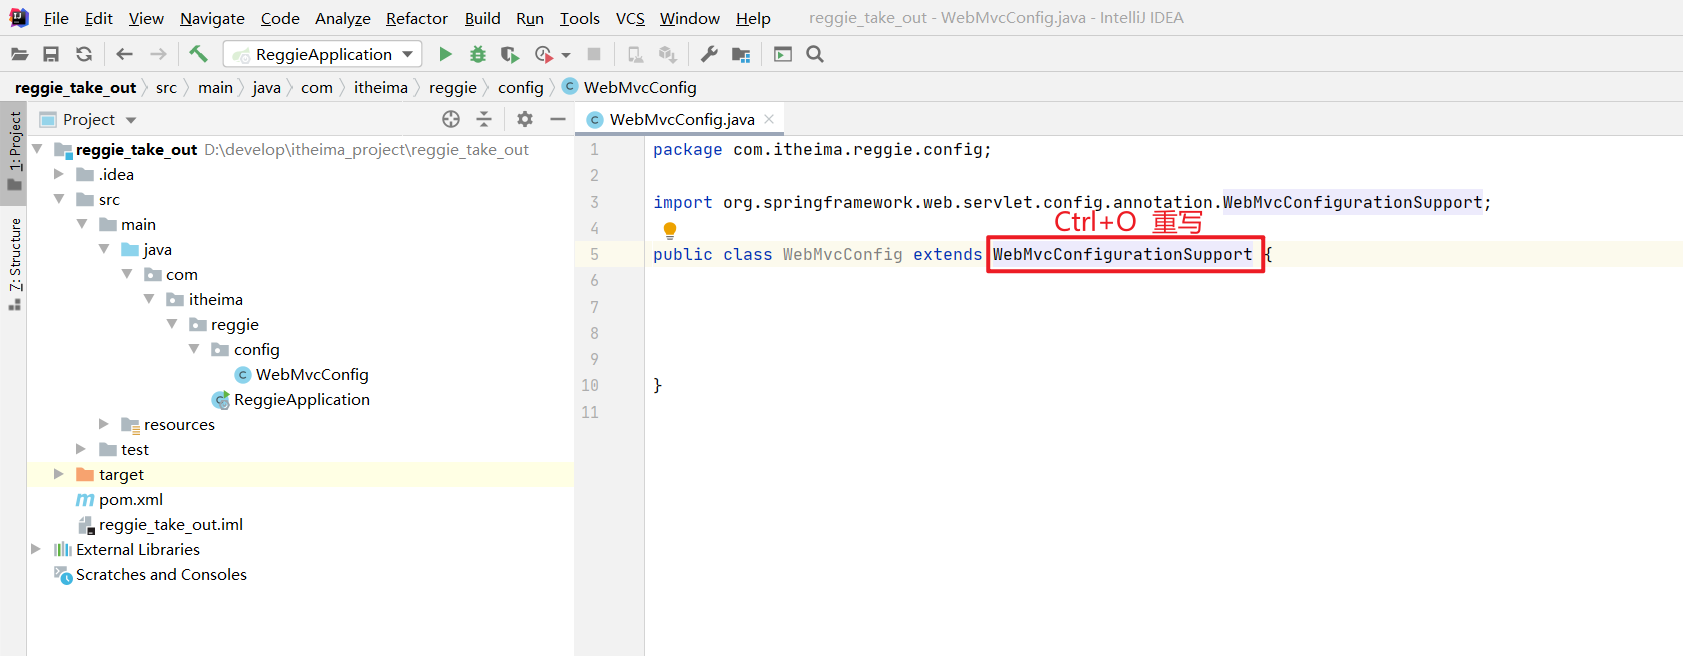 File Edit View Navigate Code Analyze Refactor Build Run Tools VCS Window Help reggie_take_out - WebMvcConfig.java - IntelliJ IDEA
ReggieApplication
reggie_take_out src main java com itheima reggie config WebMvcConfig
1: Project
7: Structure
Project
reggie_take_out D:\develop\itheima_project\reggie_take_out
.idea
src
main
java
com
itheima
reggie
config
WebMvcConfig
ReggieApplication
resources
test
target
pom.xml
reggie_take_out.iml
External Libraries
Scratches and Consoles
WebMvcConfig.java
1 package com.itheima.reggie.config;
2
3 import org.springframework.web.servlet.config.annotation.WebMvcConfigurationSupport;
Ctrl+O 重写
4
5 public class WebMvcConfig extends WebMvcConfigurationSupport {
6
7
8
9
10 }
11